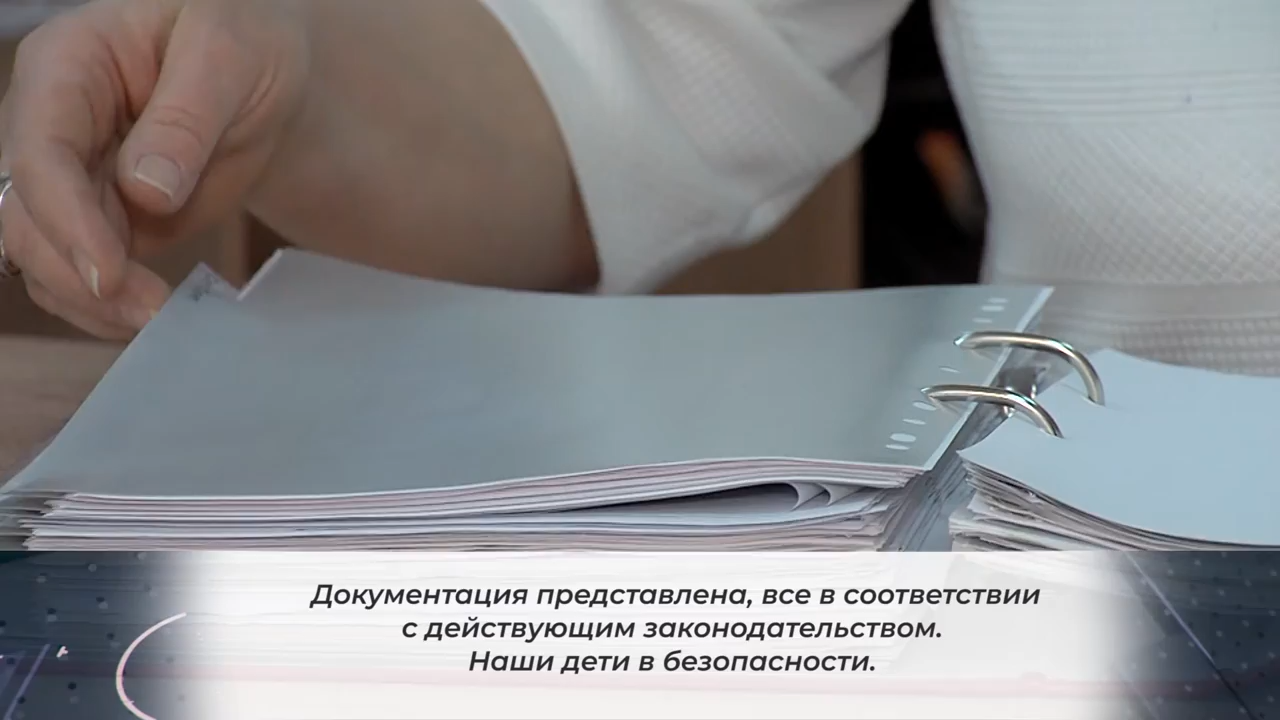 Документация представлена, все в соответствии
с действующим законодательством.
Наши дети в безопасности.